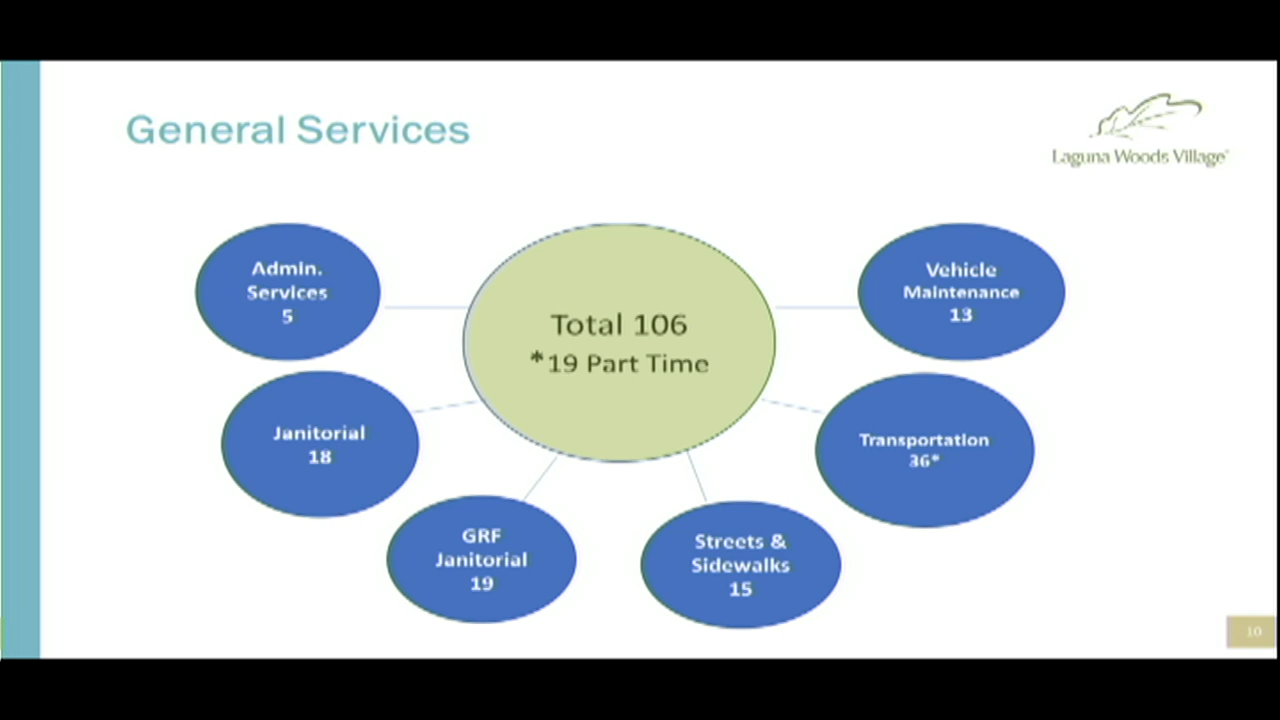 General Services
Laguna Woods Village®
Admin.
Services
5
Total 106
*19 Part Time
Vehicle
Maintenance
13
Janitorial
18
Transportation
36*
GRF
Janitorial
19
Streets &
Sidewalks
15
10